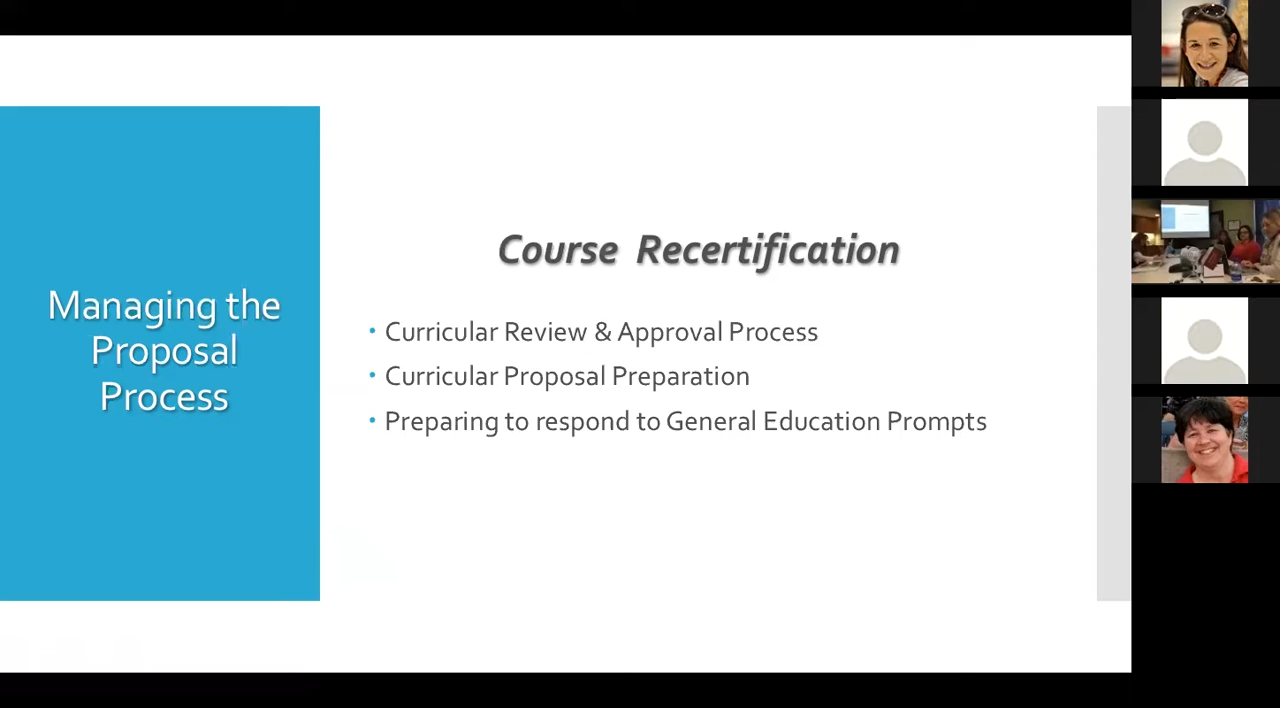 Managing the
Proposal
Process
Course Recertification
• Curricular Review & Approval Process
• Curricular Proposal Preparation
• Preparing to respond to General Education Prompts